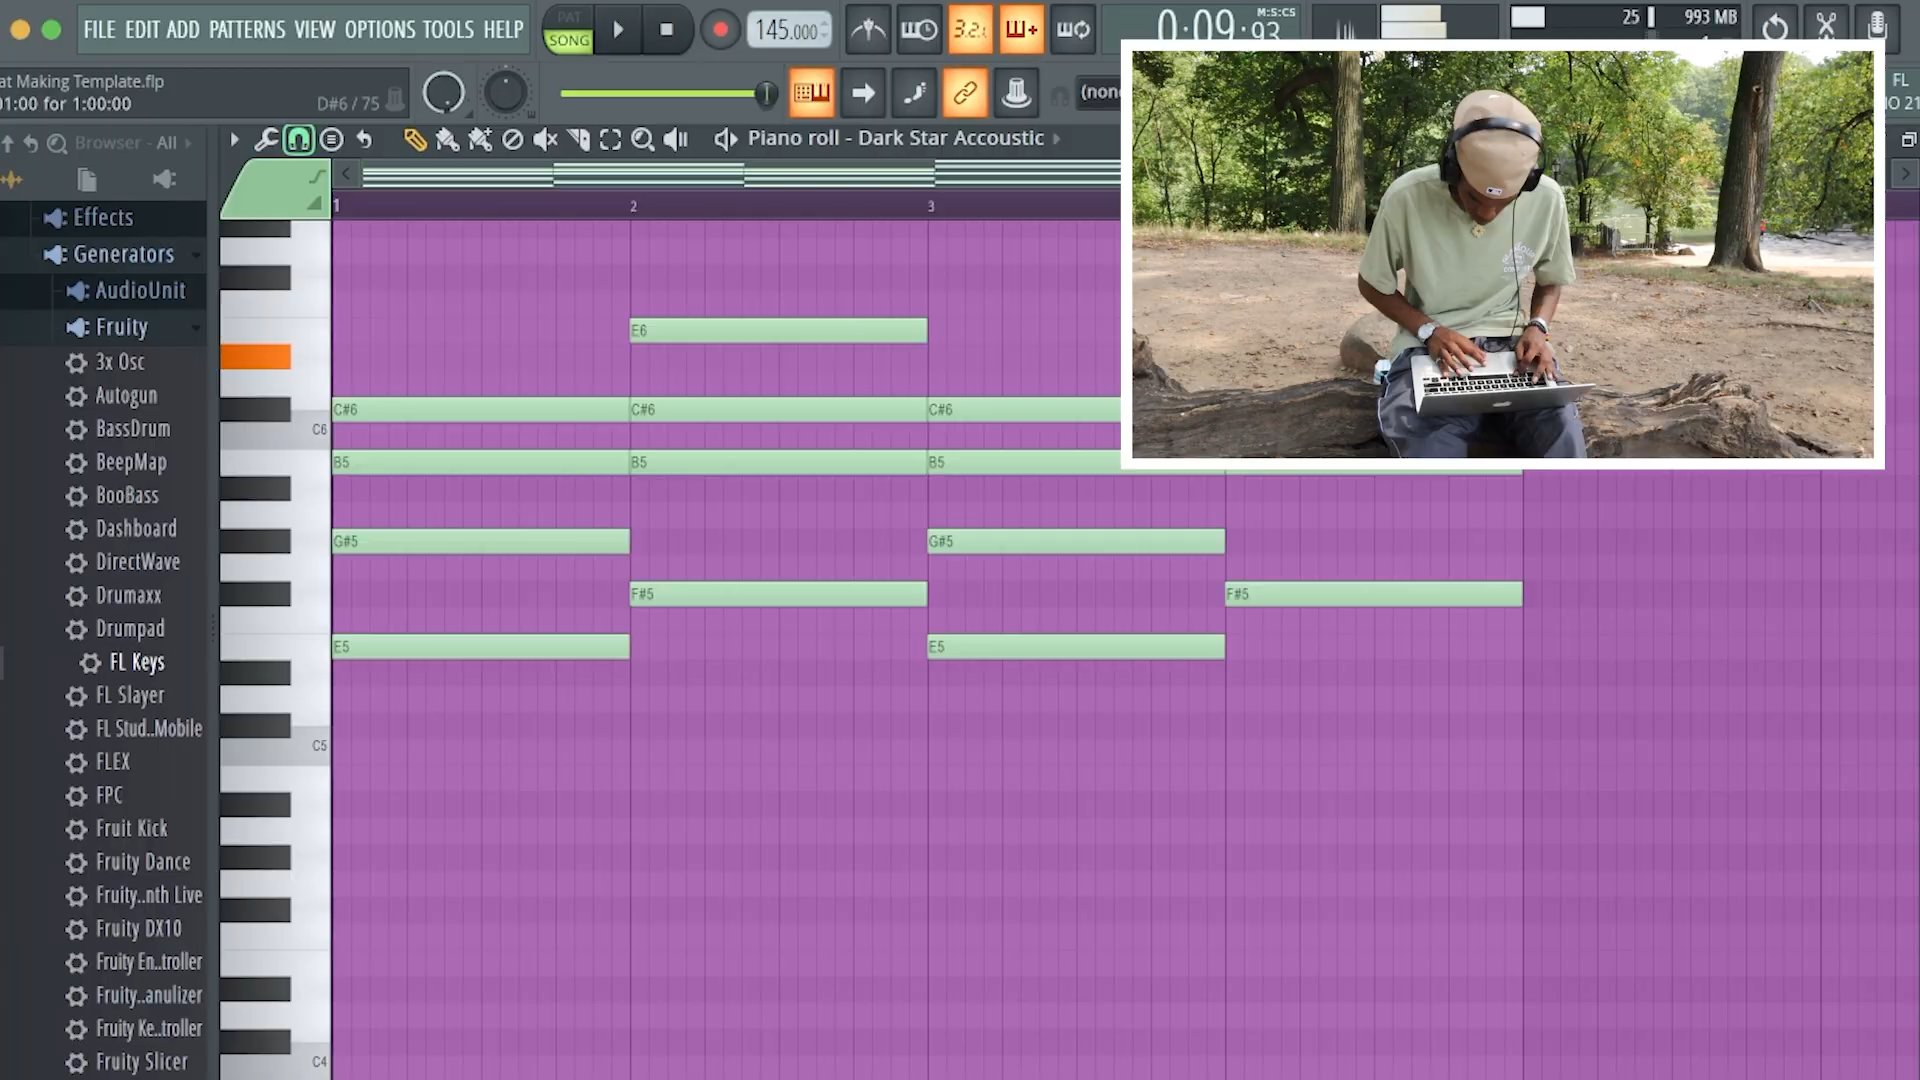 FILE EDIT ADD PATTERNS VIEW OPTIONS TOOLS HELP
PAT
SONG
145.000
3.2.
0:09:93
M:S:CS
25
993 MB
at Making Template.flp
01:00 for 1:00:00
D#6 / 75
(none
FL
Browser - All
Piano roll - Dark Star Accoustic
1
2
3
Effects
Generators
AudioUnit
Fruity
3x Osc
Autogun
BassDrum
BeepMap
BooBass
Dashboard
DirectWave
Drumaxx
Drumpad
FL Keys
FL Slayer
FL Stud..Mobile
FLEX
FPC
Fruit Kick
Fruity Dance
Fruity..nth Live
Fruity DX10
Fruity En..troller
Fruity..anulizer
Fruity Ke..troller
Fruity Slicer
E6
C#6
C#6
C#6
C6
B5
B5
B5
G#5
G#5
F#5
F#5
E5
E5
C5
C4